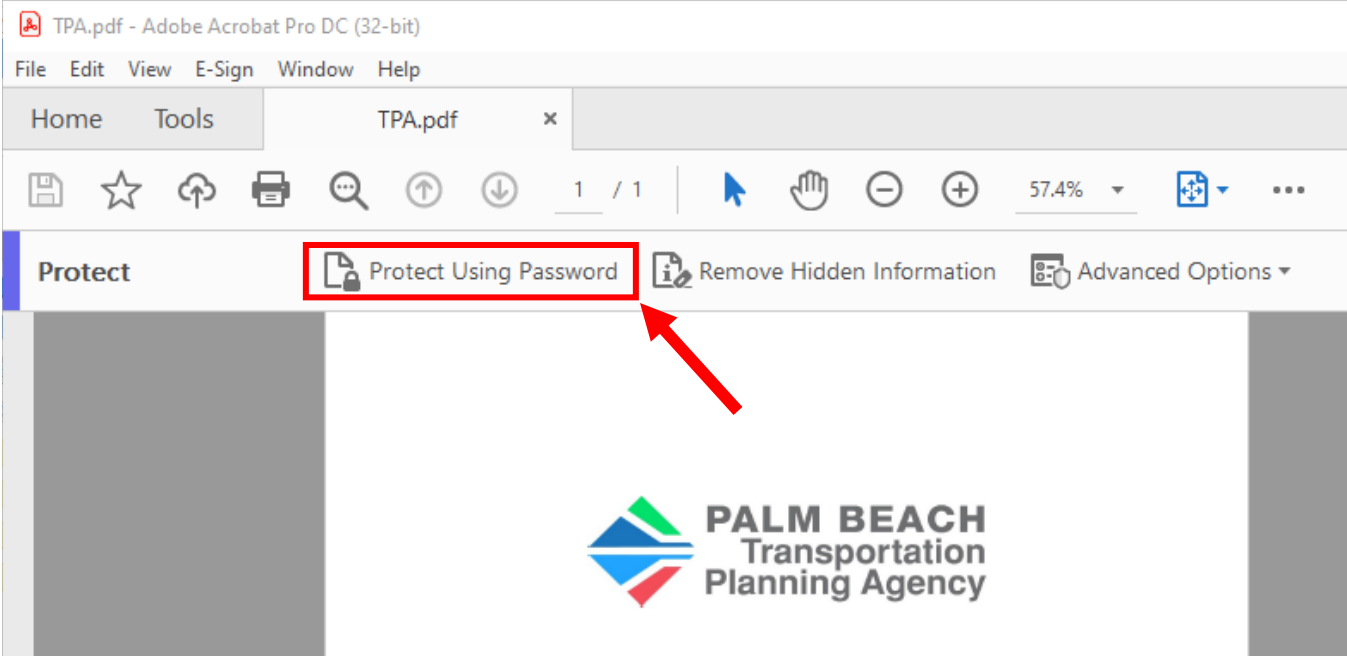 TPA.pdf - Adobe Acrobat Pro DC (32-bit)
File Edit View E-Sign Window Help
Home Tools TPA.pdf ×
1 / 1 57.4%
Protect Protect Using Password Remove Hidden Information Advanced Options
PALM BEACH
Transportation
Planning Agency